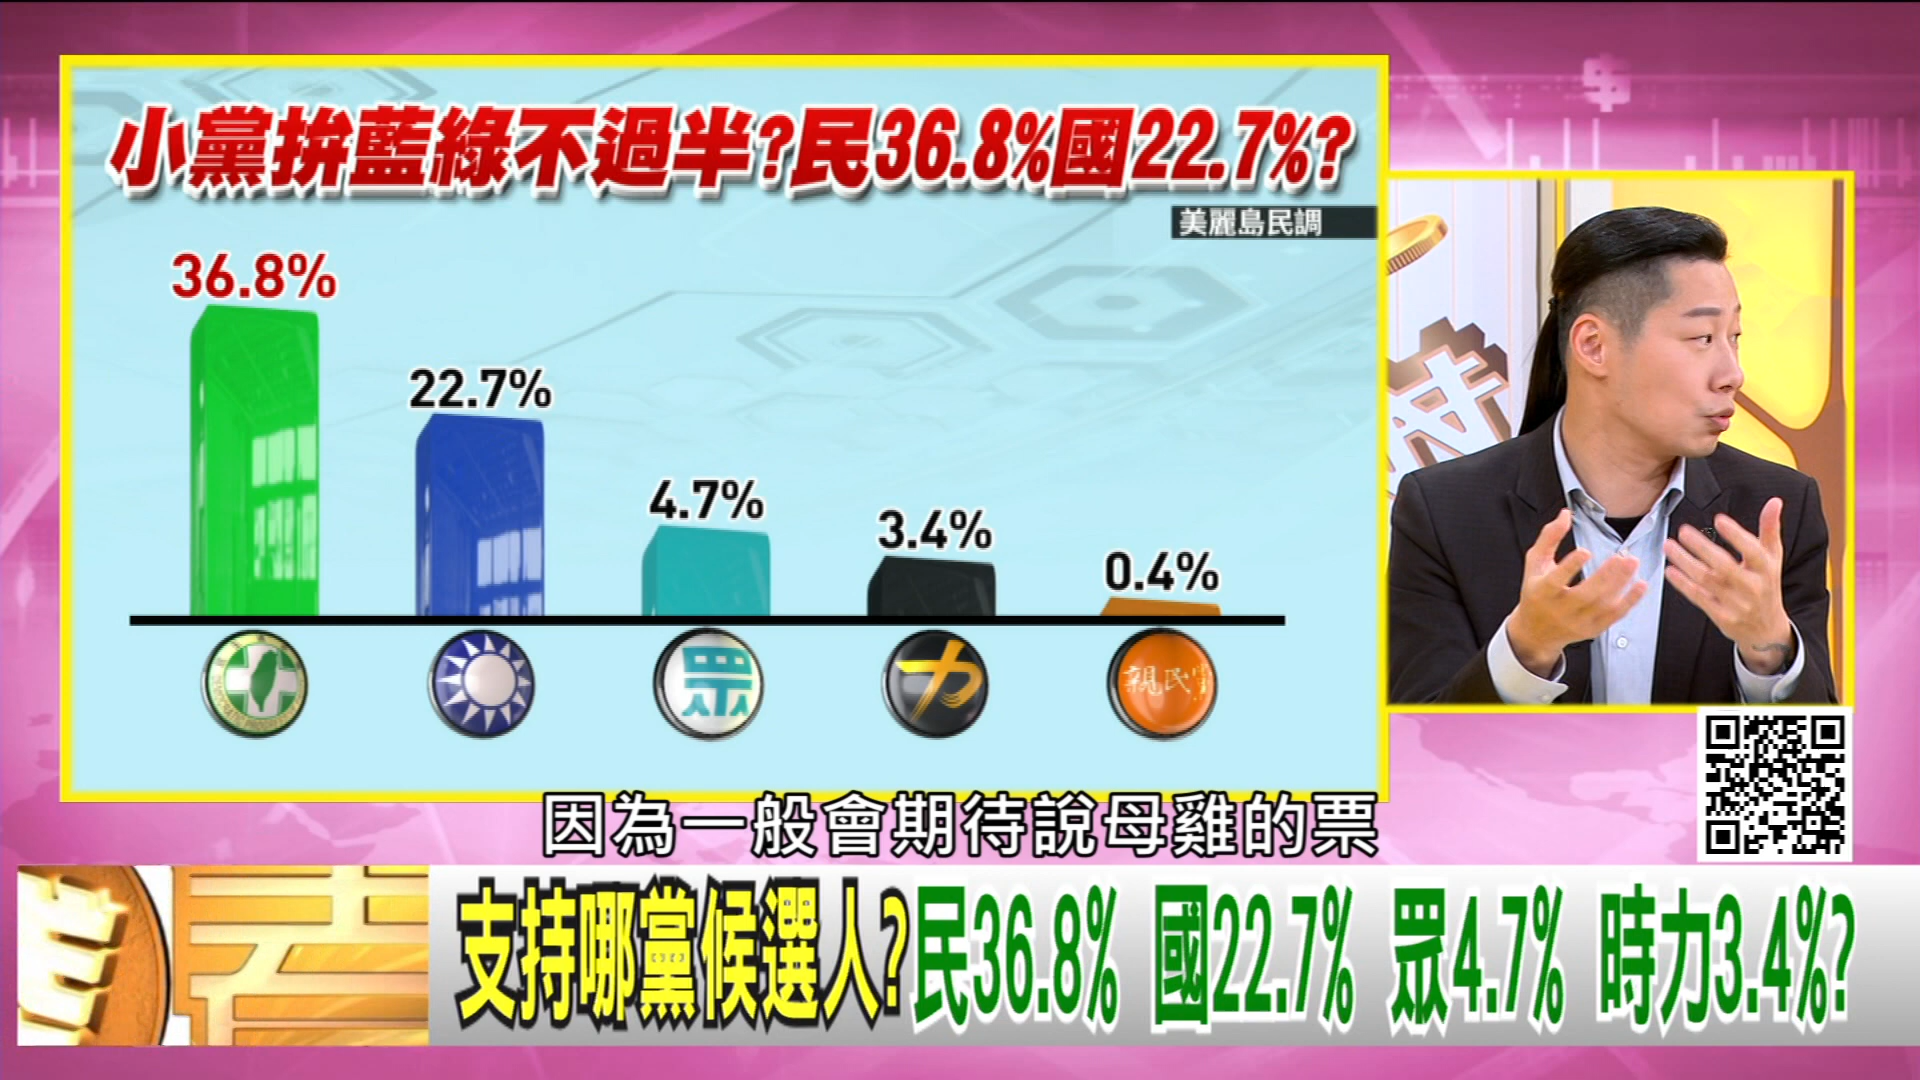 小黨拚藍綠不過半?民36.8%國22.7%?
美麗島民調
36.8%
22.7%
4.7%
3.4%
0.4%
眾
力
親民黨
因為一般會期待說母雞的票
支持哪黨候選人?民36.8% 國22.7% 眾4.7% 時力3.4%?